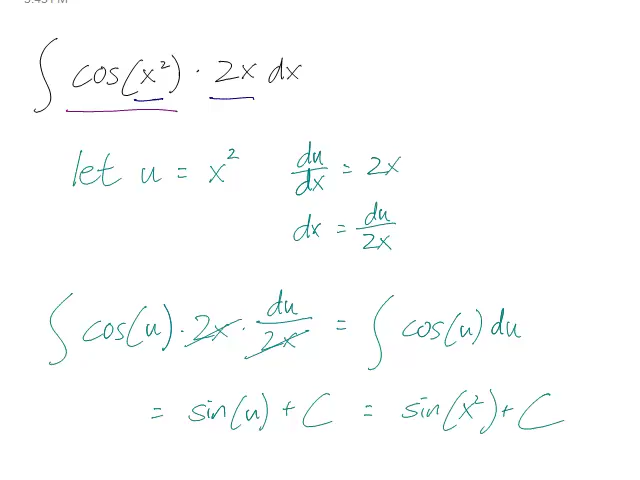 ∫ cos(x²) · 2x dx
let u = x²  du/dx = 2x
dx = du/2x
∫ cos(u) · 2x · du/2x = ∫ cos(u) du
= sin(u) + C = sin(x²) + C